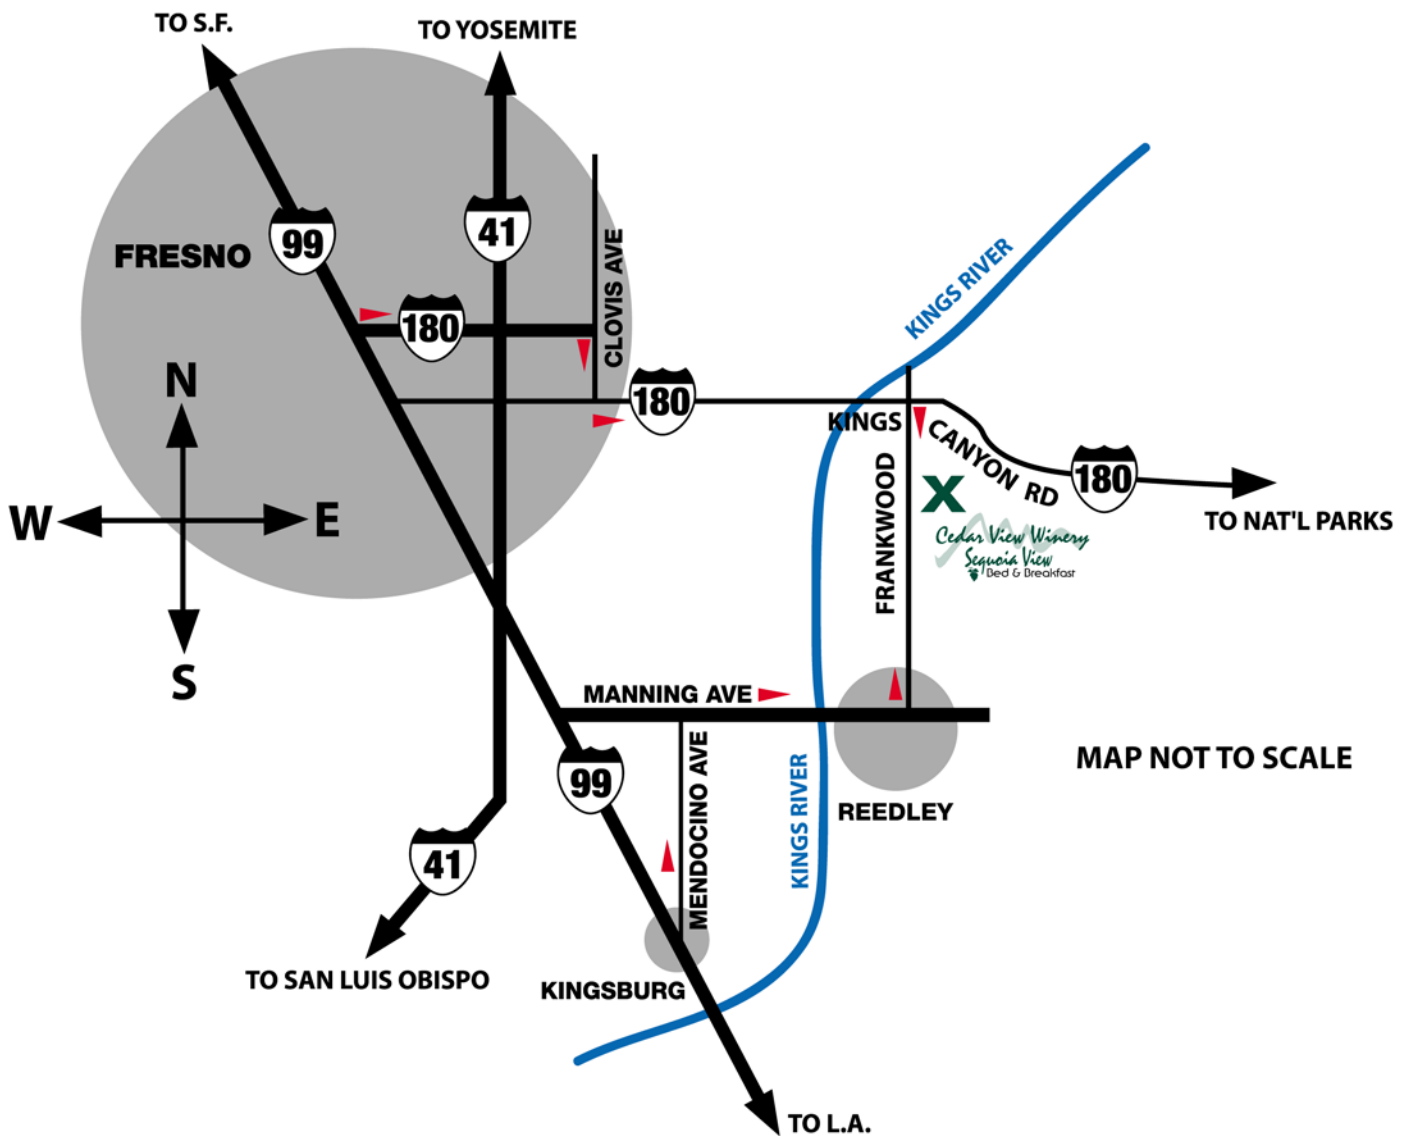 TO S.F.
TO YOSEMITE
99
41
FRESNO
CLOVIS AVE
KINGS RIVER
180
N
180
KINGS
CANYON RD
180
W
E
TO NAT'L PARKS
X
Cedar View Winery
Sequoia View
Bed & Breakfast
FRANKWOOD
S
MANNING AVE
MENDOCINO AVE
99
KINGS RIVER
MAP NOT TO SCALE
REEDLEY
41
TO SAN LUIS OBISPO
KINGSBURG
TO L.A.